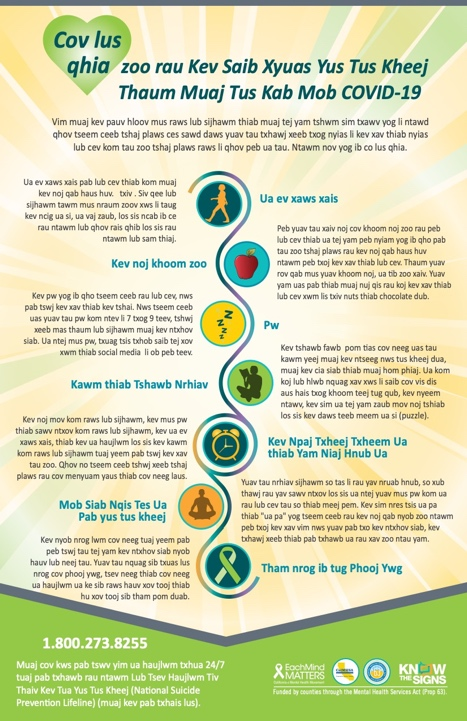 Cov lus
qhia zoo rau Kev Saib Xyuas Yus Tus Kheej
Thaum Muaj Tus Kab Mob COVID-19
Vim muaj kev pauv hloov mus raws lub sijhawm thiab muaj tej yam tshwm sim txawv yog li ntawd
qhov tseem ceeb tshaj plaws ces sawd daws yuav tau txhawj xeeb txog nyias li kev xav thiab nyias
lub cev kom tau zoo tshaj plaws raws li qhov peb ua tau. Ntawm nov yog ib co lus qhia.
Ua ev xaws xais
Ua ev xaws xais pab lub cev thiab kom muaj
kev noj qab haus huv. txiv . Siv qee lub
sijhawm tawm mus nraum zoov xws li taug
kev ncig ua si, ua vaj zaub, los sis ncab ib ce
rau ntawm lub qhov rais qhib los sis rau
ntawm lub sam thiaj.
Kev noj khoom zoo
Peb yuav tau xaiv noj cov khoom noj zoo rau peb
lub cev thiab ua tej yam peb nyiam yog ib qho pab
tau zoo tshaj plaws rau kev noj qab haus huv
ntawm peb txoj kev xav thiab lub cev. Thaum yuav
rov qab mus yuav khoom noj, ua tib zoo xaiv. Yuav
yam uas pab thiab muaj nuj qis rau koj kev xav thiab
lub cev xwm lis txiv nuts thiab chocolate dub.
Pw
Kev pw yog ib qho tseem ceeb rau lub cev, nws
pab tswj kev xav thiab kev tshai. Nws tseem ceeb
uas yuav tau pw kom ntev li 7 txog 9 teev, tshwj
xeeb mas thaum lub sijhawm muaj kev ntxhov
siab. Ua ntej mus pw, txuag tsis txhob saib tej xov
xwm thiab social media li ob peb teev.
Kawm thiab Tshawb Nrhiav
Kev tshawb fawb pom tias cov neeg uas tau
kawm yeej muaj kev ntseeg nws tus kheej dua,
muaj kev cia siab thiab muaj hom phiaj. Ua kom
koj lub hlwb nquag xav xws li saib cov vis dis
aus hais txog khoom teej tug qub, kev nyeem
ntawv, kev sim ua tej yam zaub mov noj tshiab
los sis kev daws teeb meem ua si (puzzle).
Kev Npaj Txheej Txheem Ua
thiab Yam Niaj Hnub Ua
Kev noj mov kom raws lub sijhawm, kev mus pw
thiab sawv ntxov kom raws lub sijhawm, kev ua ev
xaws xais, thiab kev ua haujlwm los sis kev kawm
kom raws lub sijhawm tuaj yeem pab tswj kev xav
tau zoo. Qhov no tseem ceeb tshwj xeeb tshaj
plaws rau cov menyuam yaus thiab cov neeg laus.
Mob Siab Nqis Tes Ua
Pab yus tus kheej
Yuav tau nrhiav sijhawm so tas li rau yav nruab hnub, so xub
thawj rau yav sawv ntxov los sis ua ntej yuav mus pw kom ua
rau lub cev tau so thiab meej pem. Kev sim nres tsis ua pa
thiab "ua pa" yog tseem ceeb rau kev noj qab nyob zoo ntawm
peb txoj kev xav vim nws yuav pab txo kev ntxhov siab, kev
txhawj xeeb thiab pab txhawb ua rau xav zoo ntau yam.
Tham nrog ib tug Phooj Ywg
Kev nyob nrog lwm cov neeg tuaj yeem pab
peb tswj tau tej yam kev ntxhov siab nyob
hauv lub neej tau. Yuav tau nquag sib txuas lus
nrog cov phooj ywg, tsev neeg thiab cov neeg
ua haujlwm ua ke sib raws hauv xov tooj thiab
hu xov tooj sib tham pom duab.
1.800.273.8255
Muaj cov kws pab tswv yim ua haujlwm txhua 24/7
tuaj pab txhawb rau ntawm Lub Tsev Haujlwm Tiv
Thaiv Kev Tua Yus Tus Kheej (National Suicide
Prevention Lifeline) (muaj kev pab txhais lus).
EachMind
MATTERS
KNOW
THE SIGNS
Funded by counties through the Mental Health Services Act (Prop 63).